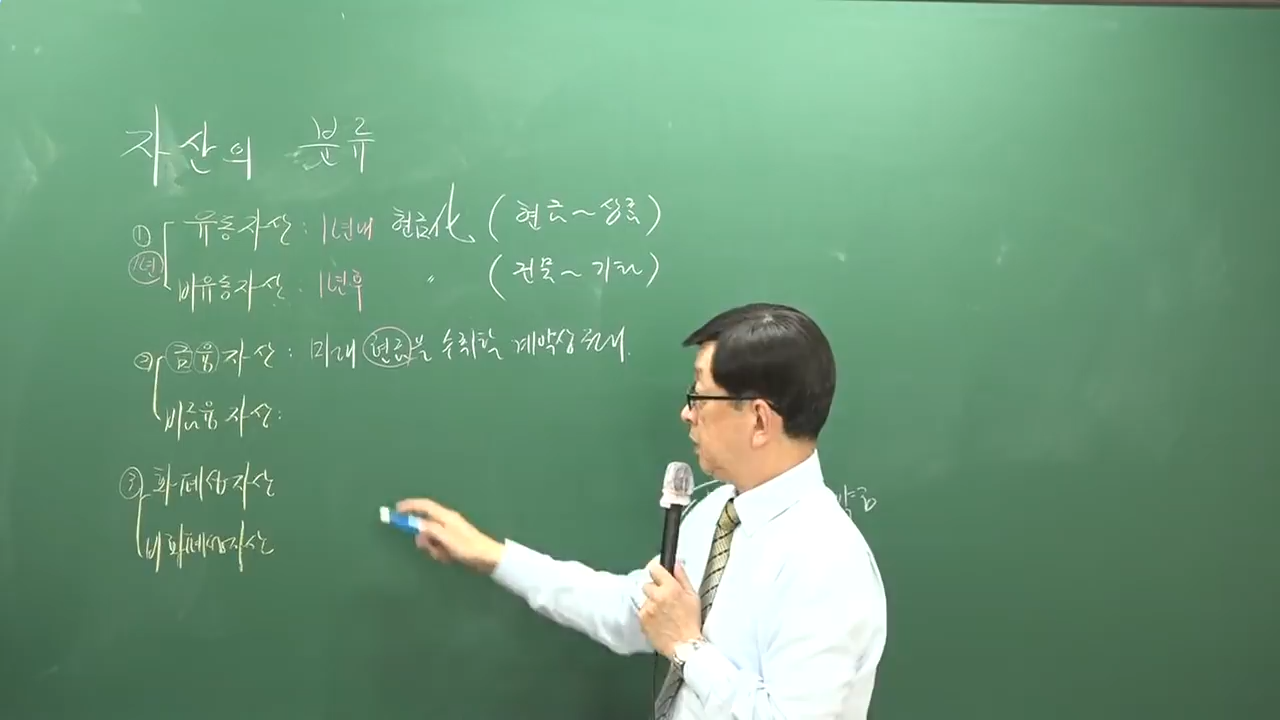 자산의 분류
① 유동자산 : 1년내 현금化 (현금~상품)
1년
비유동자산 : 1년후 〃 (건물~기타)
② 금융자산 : 미래 현금을 수취할 계약상 권리
비금융자산 :
③ 화폐성자산
비화폐성자산